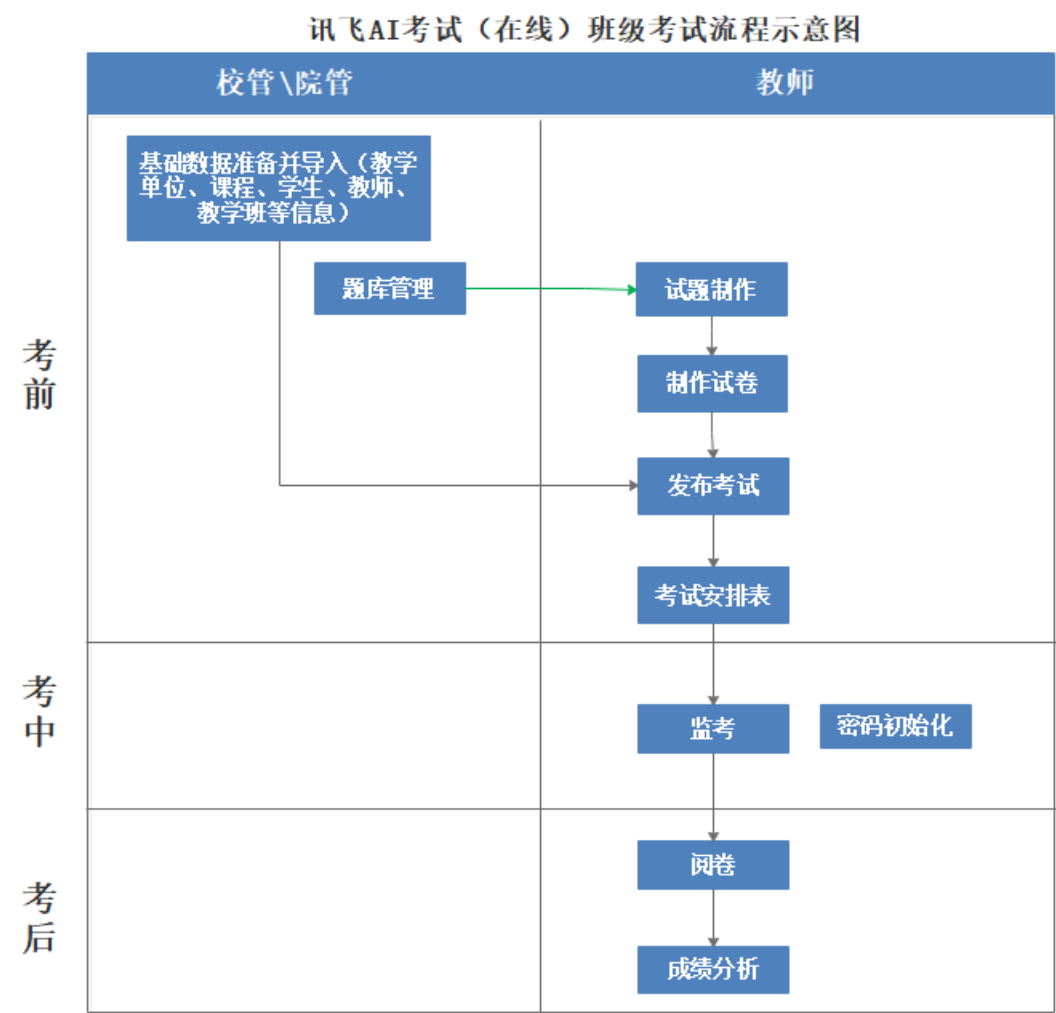 讯飞AI考试（在线）班级考试流程示意图
校管\院管
教师
考前
基础数据准备并导入（教学
单位、课程、学生、教师、
教学班等信息）
题库管理
试题制作
制作试卷
发布考试
考试安排表
考中
监考
密码初始化
考后
阅卷
成绩分析